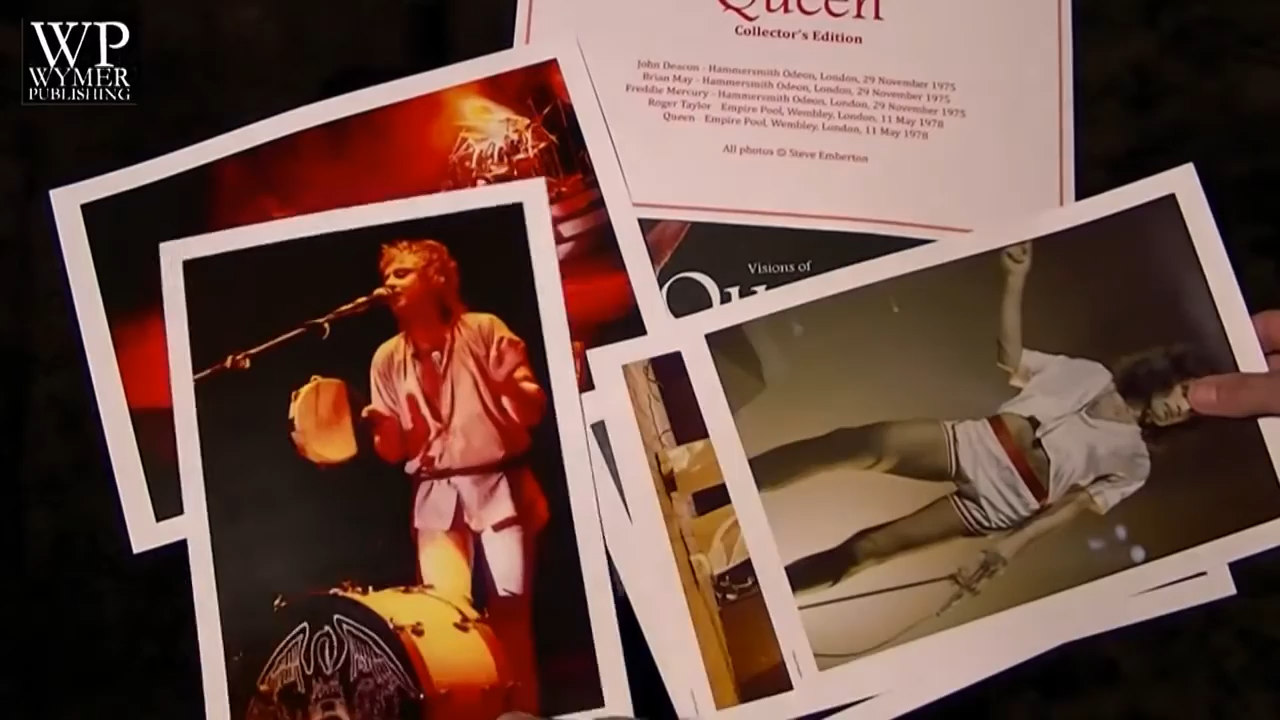 WP
WYMER
PUBLISHING
Queen
Collector's Edition
John Deacon - Hammersmith Odeon, London, 29 November 1975
Brian May - Hammersmith Odeon, London, 29 November 1975
Freddie Mercury - Hammersmith Odeon, London, 29 November 1975
Roger Taylor - Empire Pool, Wembley, London, 11 May 1978
Queen - Empire Pool, Wembley, London, 11 May 1978
All photos © Steve Emberton
Visions of